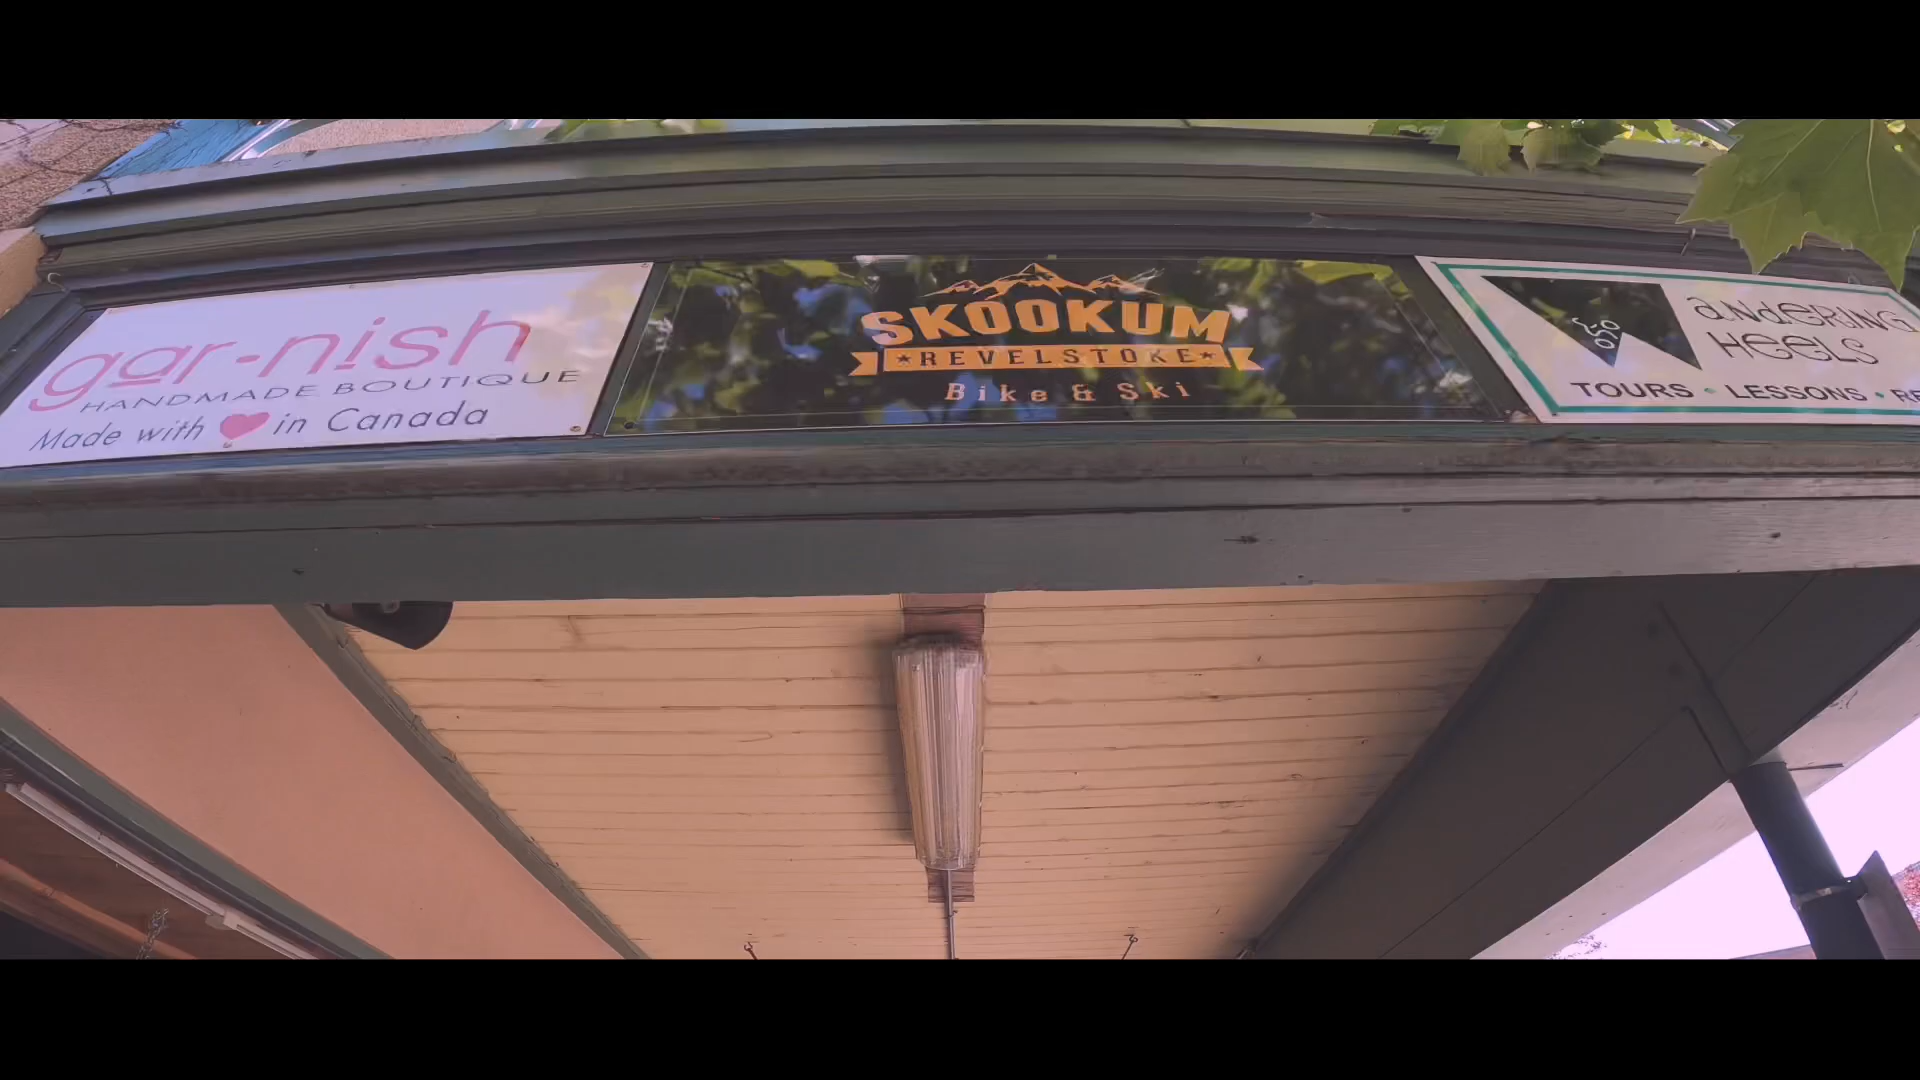 gar-nish
HANDMADE BOUTIQUE
Made with in Canada
SKOOKUM
REVELSTOKE
Bike & Ski
aNdeRiNG
HeeLS
TOURS • LESSONS •